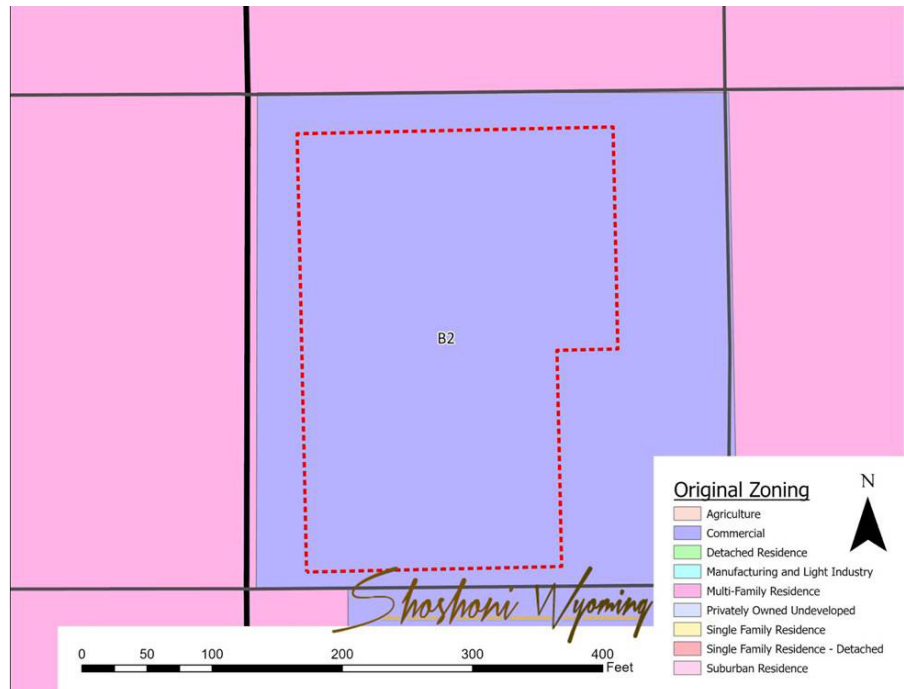 B2
Original Zoning
N
Agriculture
Commercial
Detached Residence
Manufacturing and Light Industry
Multi-Family Residence
Privately Owned Undeveloped
Single Family Residence
Single Family Residence - Detached
Suburban Residence
Shoshoni Wyoming
0 50 100 200 300 400
Feet